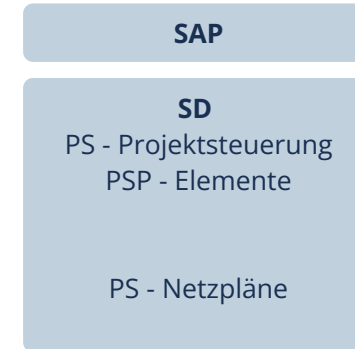 SAP
SD
PS - Projektsteuerung
PSP - Elemente
PS - Netzpläne